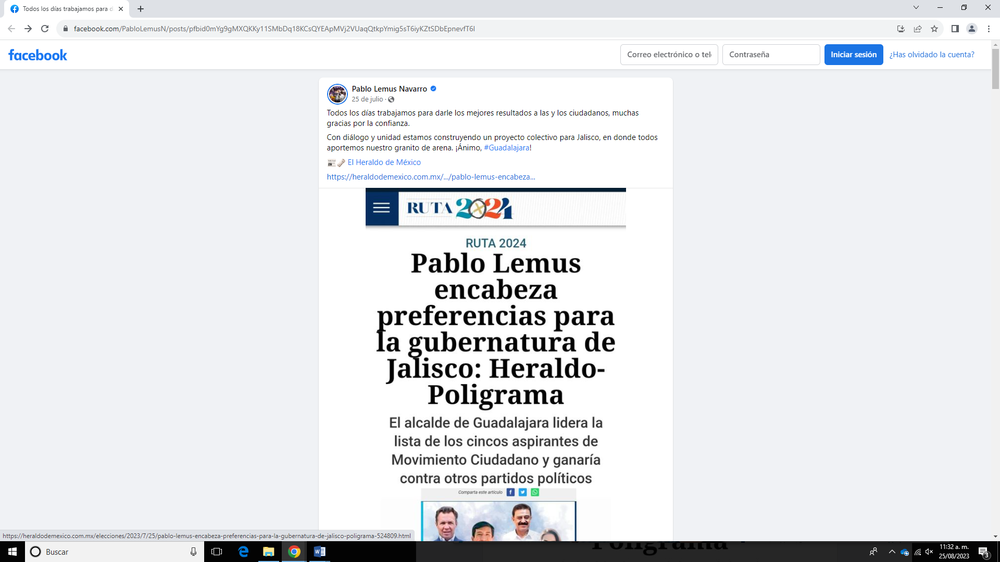 Todos los días trabajamos para d
facebook.com/PabloLemusN/posts/pfbid0mYg9gMXQKKy11SMbDq18KCsQYEApMVj2VUaqQtkpYmig5sT6iyKZtSDbEpnevfT6l
facebook
Correo electrónico o telé
Contraseña
Iniciar sesión
¿Has olvidado la cuenta?
Pablo Lemus Navarro
25 de julio ·
Todos los días trabajamos para darle los mejores resultados a las y los ciudadanos, muchas
gracias por la confianza.
Con diálogo y unidad estamos construyendo un proyecto colectivo para Jalisco, en donde todos
aportemos nuestro granito de arena. ¡Ánimo, #Guadalajara!
El Heraldo de México
https://heraldodemexico.com.mx/.../pablo-lemus-encabeza...
RUTA 2024
RUTA 2024
Pablo Lemus
encabeza
preferencias para
la gubernatura de
Jalisco: Heraldo-
Poligrama
El alcalde de Guadalajara lidera la
lista de los cincos aspirantes de
Movimiento Ciudadano y ganaría
contra otros partidos políticos
Comparta este artículo
https://heraldodemexico.com.mx/elecciones/2023/7/25/pablo-lemus-encabeza-preferencias-para-la-gubernatura-de-jalisco-poligrama-524809.html
Buscar
Poligrama
11:32 a. m.
25/08/2023
3